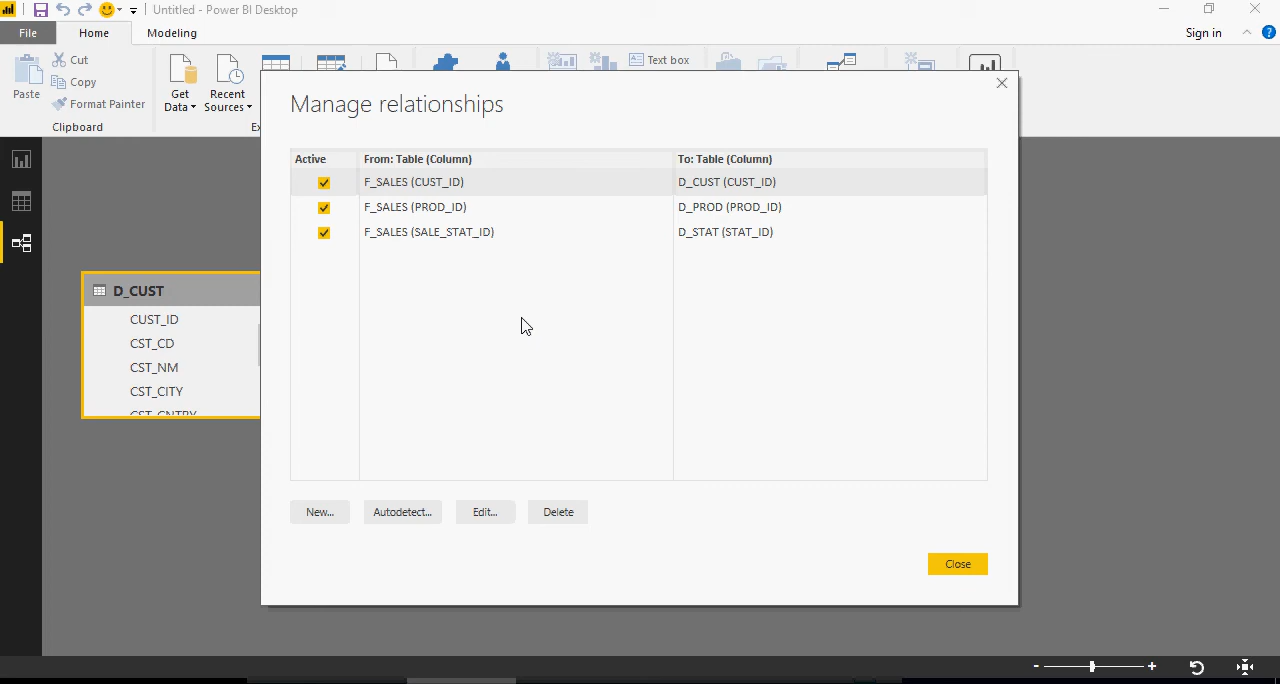 Untitled - Power BI Desktop
File
Home
Modeling
Sign in
?
Paste
Cut
Copy
Format Painter
Clipboard
Get
Data
Recent
Sources
Ex
Text box
Manage relationships
Active
From: Table (Column)
To: Table (Column)
F_SALES (CUST_ID)
D_CUST (CUST_ID)
F_SALES (PROD_ID)
D_PROD (PROD_ID)
F_SALES (SALE_STAT_ID)
D_STAT (STAT_ID)
D_CUST
CUST_ID
CST_CD
CST_NM
CST_CITY
CST_CNTRY
New...
Autodetect...
Edit...
Delete
Close